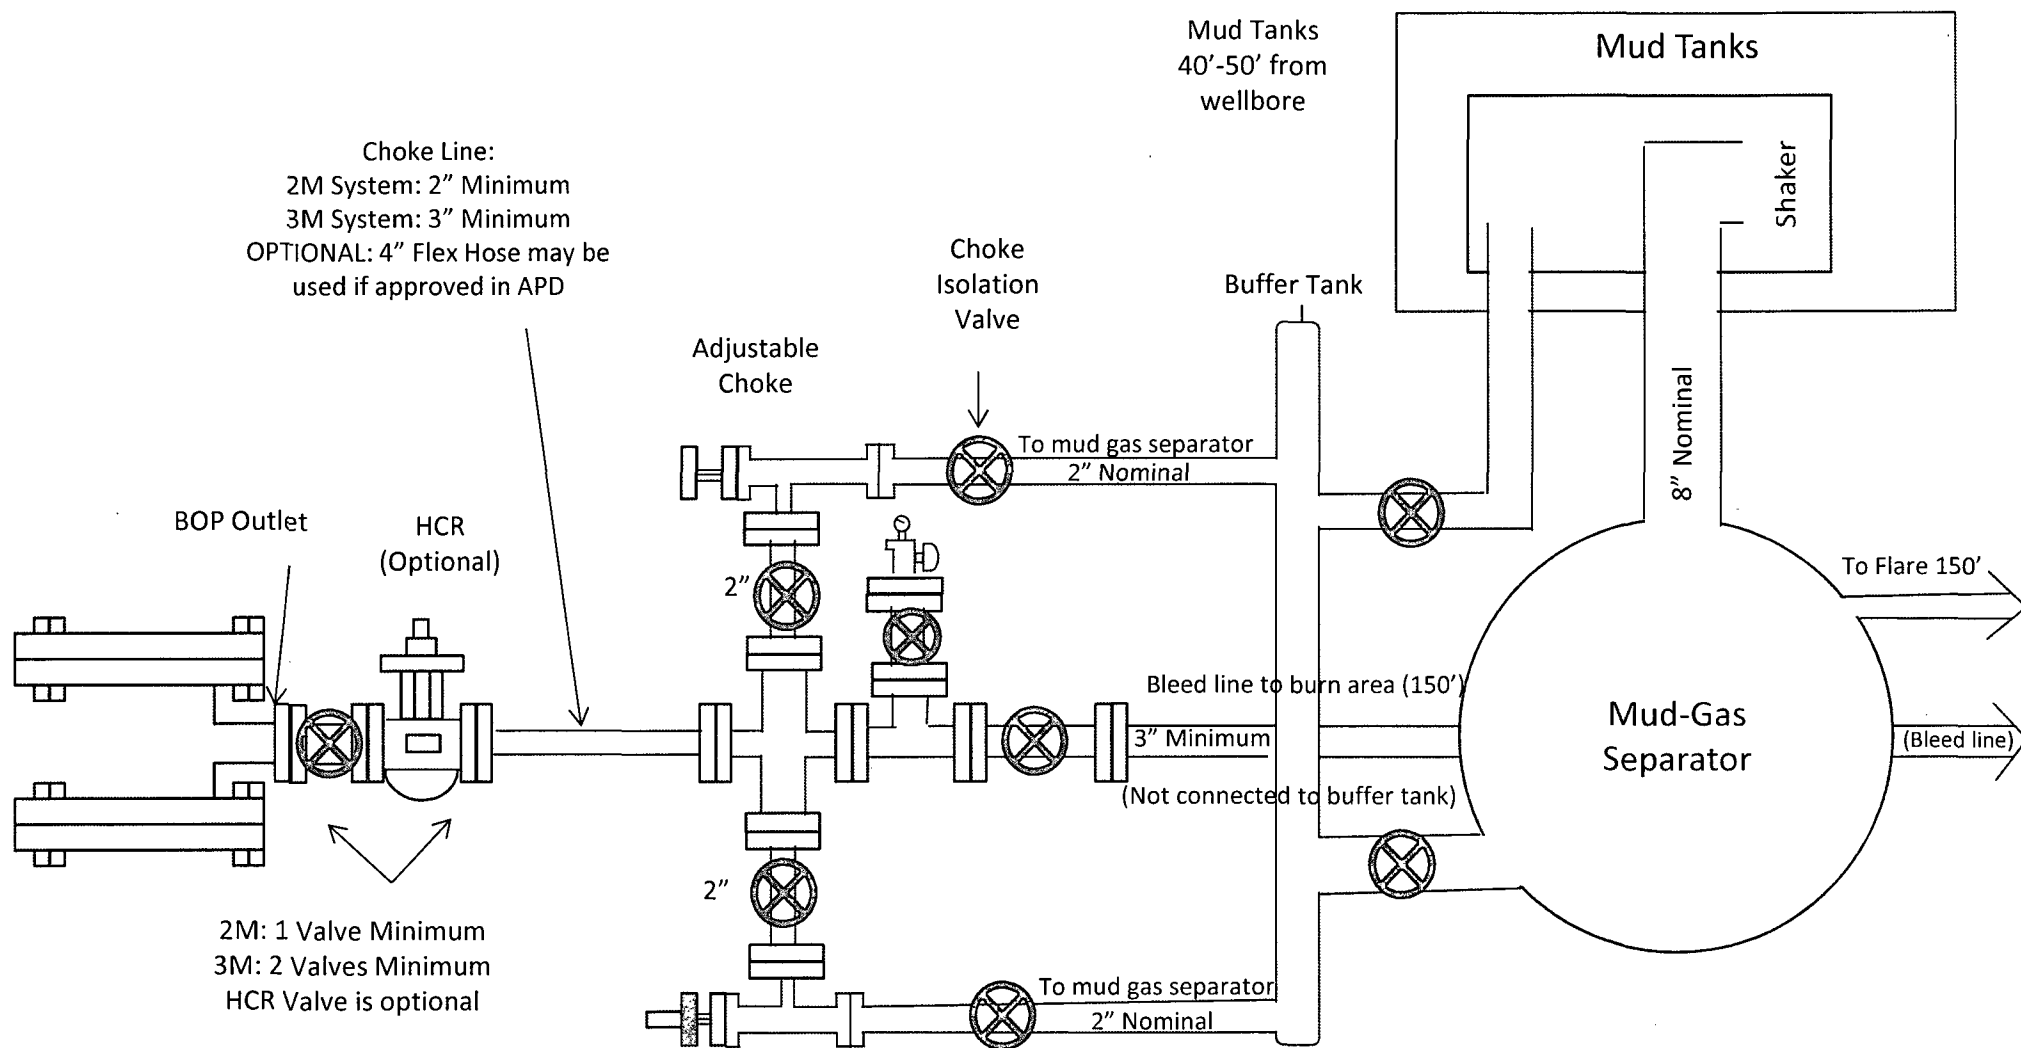 Mud Tanks
40’-50’ from
wellbore
Mud Tanks
Shaker
Choke Line:
2M System: 2” Minimum
3M System: 3” Minimum
OPTIONAL: 4” Flex Hose may be
used if approved in APD
Choke
Isolation
Valve
Buffer Tank
Adjustable
Choke
To mud gas separator
2” Nominal
8” Nominal
BOP Outlet
HCR
(Optional)
2”
To Flare 150’
Bleed line to burn area (150’)
3” Minimum
(Not connected to buffer tank)
Mud-Gas
Separator
(Bleed line)
2”
2M: 1 Valve Minimum
3M: 2 Valves Minimum
HCR Valve is optional
To mud gas separator
2” Nominal